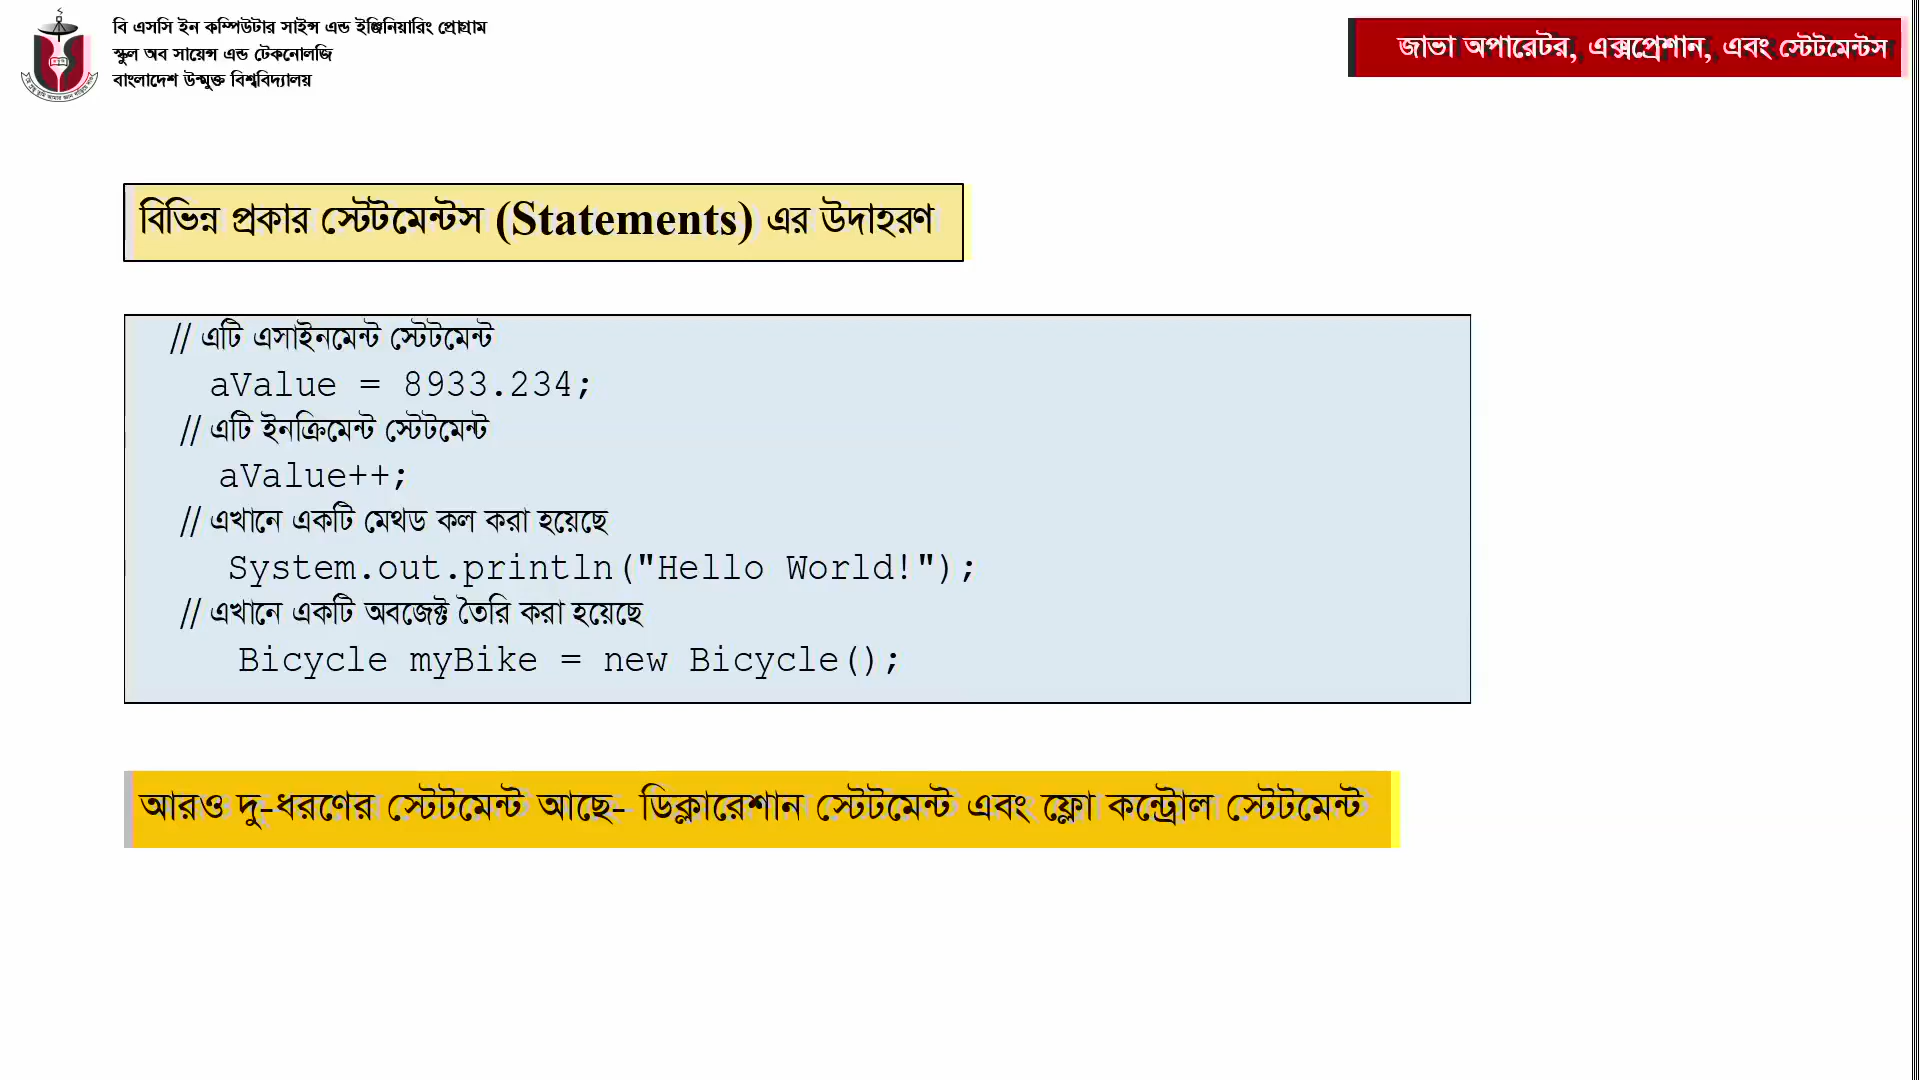 বি এসসি ইন কম্পিউটার সাইন্স এন্ড ইঞ্জিনিয়ারিং প্রোগ্রাম
স্কুল অব সায়েন্স এন্ড টেকনোলজি
বাংলাদেশ উন্মুক্ত বিশ্ববিদ্যালয়
জাভা অপারেটর, এক্সপ্রেশান, এবং স্টেটমেন্টস
বিভিন্ন প্রকার স্টেটমেন্টস (Statements) এর উদাহরণ
// এটি এসাইনমেন্ট স্টেটমেন্ট
aValue = 8933.234;
// এটি ইনক্রিমেন্ট স্টেটমেন্ট
aValue++;
// এখানে একটি মেথড কল করা হয়েছে
System.out.println("Hello World!");
// এখানে একটি অবজেক্ট তৈরি করা হয়েছে
Bicycle myBike = new Bicycle();
আরও দু-ধরণের স্টেটমেন্ট আছে- ডিক্লারেশান স্টেটমেন্ট এবং ফ্লো কন্ট্রোল স্টেটমেন্ট